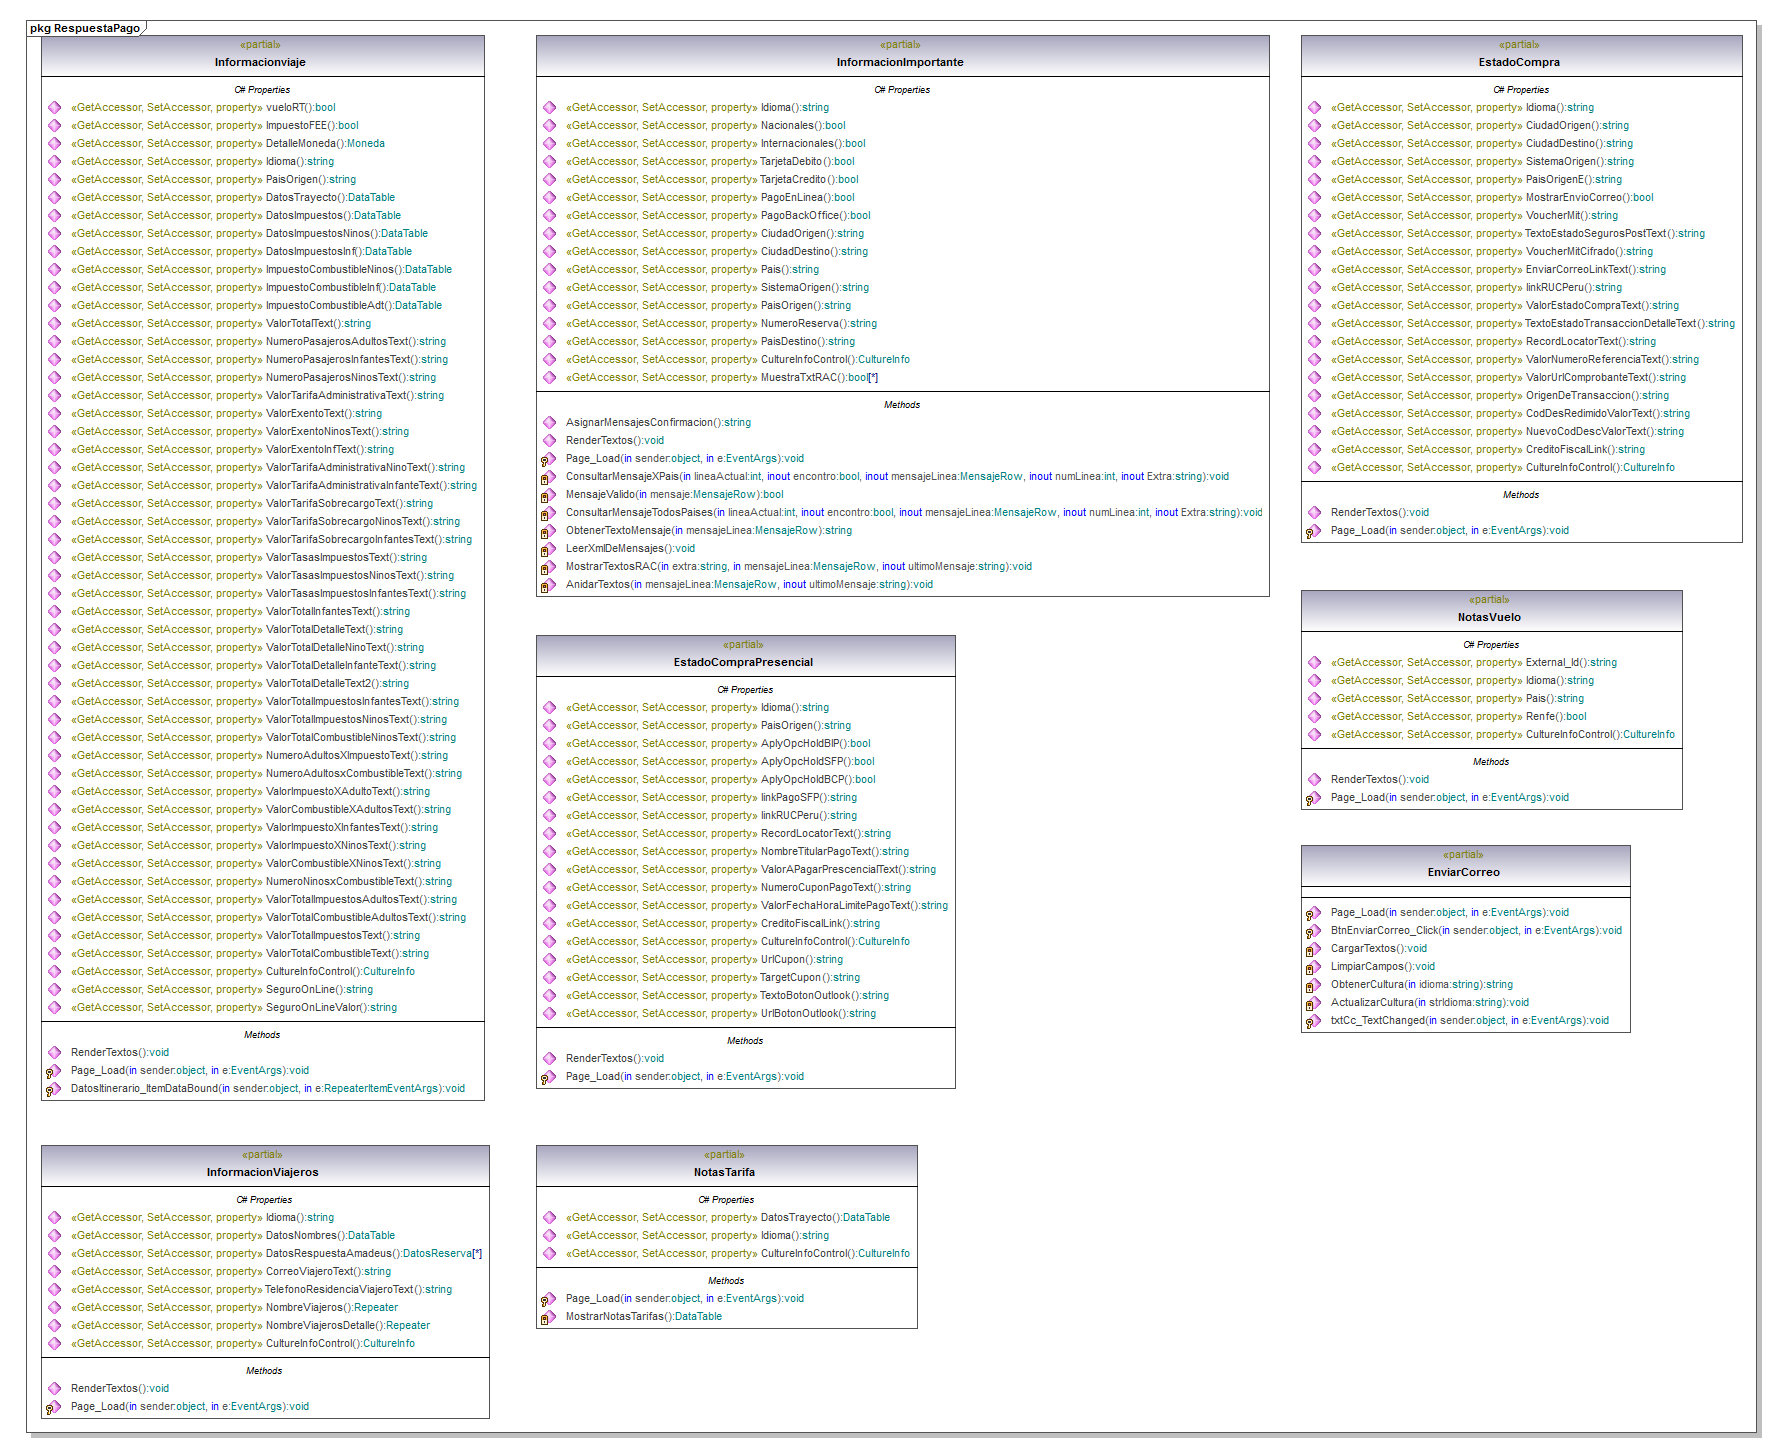 pkg RespuestaPago
«partial»
Informacionviaje
C# Properties
«GetAccessor, SetAccessor, property» vueloRT():bool
«GetAccessor, SetAccessor, property» ImpuestoFEE():bool
«GetAccessor, SetAccessor, property» DetalleMoneda():Moneda
«GetAccessor, SetAccessor, property» Idioma():string
«GetAccessor, SetAccessor, property» PaisOrigen():string
«GetAccessor, SetAccessor, property» DatosTrayecto():DataTable
«GetAccessor, SetAccessor, property» DatosImpuestos():DataTable
«GetAccessor, SetAccessor, property» DatosImpuestosNinos():DataTable
«GetAccessor, SetAccessor, property» DatosImpuestosInf():DataTable
«GetAccessor, SetAccessor, property» ImpuestoCombustibleNinos():DataTable
«GetAccessor, SetAccessor, property» ImpuestoCombustibleInf():DataTable
«GetAccessor, SetAccessor, property» ImpuestoCombustibleAdt():DataTable
«GetAccessor, SetAccessor, property» ValorTotalText():string
«GetAccessor, SetAccessor, property» NumeroPasajerosAdultosText():string
«GetAccessor, SetAccessor, property» NumeroPasajerosInfantesText():string
«GetAccessor, SetAccessor, property» NumeroPasajerosNinosText():string
«GetAccessor, SetAccessor, property» ValorTarifaAdministrativaText():string
«GetAccessor, SetAccessor, property» ValorExentoText():string
«GetAccessor, SetAccessor, property» ValorExentoNinosText():string
«GetAccessor, SetAccessor, property» ValorExentoInfText():string
«GetAccessor, SetAccessor, property» ValorTarifaAdministrativaNinoText():string
«GetAccessor, SetAccessor, property» ValorTarifaAdministrativaInfanteText():string
«GetAccessor, SetAccessor, property» ValorTarifaSobrecargoText():string
«GetAccessor, SetAccessor, property» ValorTarifaSobrecargoNinosText():string
«GetAccessor, SetAccessor, property» ValorTarifaSobrecargoInfantesText():string
«GetAccessor, SetAccessor, property» ValorTasasImpuestosText():string
«GetAccessor, SetAccessor, property» ValorTasasImpuestosNinosText():string
«GetAccessor, SetAccessor, property» ValorTasasImpuestosInfantesText():string
«GetAccessor, SetAccessor, property» ValorTotalInfantesText():string
«GetAccessor, SetAccessor, property» ValorTotalDetalleText():string
«GetAccessor, SetAccessor, property» ValorTotalDetalleNinoText():string
«GetAccessor, SetAccessor, property» ValorTotalDetalleInfanteText():string
«GetAccessor, SetAccessor, property» ValorTotalDetalleText2():string
«GetAccessor, SetAccessor, property» ValorTotalImpuestosInfantesText():string
«GetAccessor, SetAccessor, property» ValorTotalImpuestosNinosText():string
«GetAccessor, SetAccessor, property» ValorTotalCombustibleNinosText():string
«GetAccessor, SetAccessor, property» NumeroAdultosXImpuestoText():string
«GetAccessor, SetAccessor, property» NumeroAdultosxCombustibleText():string
«GetAccessor, SetAccessor, property» ValorImpuestoXAdultoText():string
«GetAccessor, SetAccessor, property» ValorCombustibleXAdultosText():string
«GetAccessor, SetAccessor, property» ValorImpuestoXInfantesText():string
«GetAccessor, SetAccessor, property» ValorImpuestoXNinosText():string
«GetAccessor, SetAccessor, property» ValorCombustibleXNinosText():string
«GetAccessor, SetAccessor, property» NumeroNinosxCombustibleText():string
«GetAccessor, SetAccessor, property» ValorTotalImpuestosAdultosText():string
«GetAccessor, SetAccessor, property» ValorTotalCombustibleAdultosText():string
«GetAccessor, SetAccessor, property» ValorTotalImpuestosText():string
«GetAccessor, SetAccessor, property» ValorTotalCombustibleText():string
«GetAccessor, SetAccessor, property» CultureInfoControl():CultureInfo
«GetAccessor, SetAccessor, property» SeguroOnLine():string
«GetAccessor, SetAccessor, property» SeguroOnLineValor():string
Methods
RenderTextos():void
Page_Load(in sender:object, in e:EventArgs):void
DatosItinerario_ItemDataBound(in sender:object, in e:RepeaterItemEventArgs):void
«partial»
InformacionImportante
C# Properties
«GetAccessor, SetAccessor, property» Idioma():string
«GetAccessor, SetAccessor, property» Nacionales():bool
«GetAccessor, SetAccessor, property» Internacionales():bool
«GetAccessor, SetAccessor, property» TarjetaDebito():bool
«GetAccessor, SetAccessor, property» TarjetaCredito():bool
«GetAccessor, SetAccessor, property» PagoEnLinea():bool
«GetAccessor, SetAccessor, property» PagoBackOffice():bool
«GetAccessor, SetAccessor, property» CiudadOrigen():string
«GetAccessor, SetAccessor, property» CiudadDestino():string
«GetAccessor, SetAccessor, property» Pais():string
«GetAccessor, SetAccessor, property» SistemaOrigen():string
«GetAccessor, SetAccessor, property» PaisOrigen():string
«GetAccessor, SetAccessor, property» NumeroReserva():string
«GetAccessor, SetAccessor, property» PaisDestino():string
«GetAccessor, SetAccessor, property» CultureInfoControl():CultureInfo
«GetAccessor, SetAccessor, property» MuestraTxtRAC():bool[*]
Methods
AsignarMensajesConfirmacion():string
RenderTextos():void
Page_Load(in sender:object, in e:EventArgs):void
ConsultarMensajeXPais(in lineaActual:int, inout encontro:bool, inout mensajeLinea:MensajeRow, inout numLinea:int, inout Extra:string):void
MensajeValido(in mensaje:MensajeRow):bool
ConsultarMensajeTodosPaises(in lineaActual:int, inout encontro:bool, inout mensajeLinea:MensajeRow, inout numLinea:int, inout Extra:string):void
ObtenerTextoMensaje(in mensajeLinea:MensajeRow):string
LeerXmlDeMensajes():void
MostrarTextosRAC(in extra:string, in mensajeLinea:MensajeRow, inout ultimoMensaje:string):void
AnidarTextos(in mensajeLinea:MensajeRow, inout ultimoMensaje:string):void
«partial»
EstadoCompra
C# Properties
«GetAccessor, SetAccessor, property» Idioma():string
«GetAccessor, SetAccessor, property» CiudadOrigen():string
«GetAccessor, SetAccessor, property» CiudadDestino():string
«GetAccessor, SetAccessor, property» SistemaOrigen():string
«GetAccessor, SetAccessor, property» PaisOrigenE():string
«GetAccessor, SetAccessor, property» MostrarEnvioCorreo():bool
«GetAccessor, SetAccessor, property» VoucherMit():string
«GetAccessor, SetAccessor, property» TextoEstadoSegurosPostText():string
«GetAccessor, SetAccessor, property» VoucherMitCifrado():string
«GetAccessor, SetAccessor, property» EnviarCorreoLinkText():string
«GetAccessor, SetAccessor, property» linkRUCPeru():string
«GetAccessor, SetAccessor, property» ValorEstadoCompraText():string
«GetAccessor, SetAccessor, property» TextoEstadoTransaccionDetalleText():string
«GetAccessor, SetAccessor, property» RecordLocatorText():string
«GetAccessor, SetAccessor, property» ValorNumeroReferenciaText():string
«GetAccessor, SetAccessor, property» ValorUrlComprobanteText():string
«GetAccessor, SetAccessor, property» OrigenDeTransaccion():string
«GetAccessor, SetAccessor, property» CodDesRedimidoValorText():string
«GetAccessor, SetAccessor, property» NuevoCodDescValorText():string
«GetAccessor, SetAccessor, property» CreditoFiscalLink():string
«GetAccessor, SetAccessor, property» CultureInfoControl():CultureInfo
Methods
RenderTextos():void
Page_Load(in sender:object, in e:EventArgs):void
«partial»
NotasVuelo
C# Properties
«GetAccessor, SetAccessor, property» External_Id():string
«GetAccessor, SetAccessor, property» Idioma():string
«GetAccessor, SetAccessor, property» Pais():string
«GetAccessor, SetAccessor, property» Renfe():bool
«GetAccessor, SetAccessor, property» CultureInfoControl():CultureInfo
Methods
RenderTextos():void
Page_Load(in sender:object, in e:EventArgs):void
«partial»
EstadoCompraPresencial
C# Properties
«GetAccessor, SetAccessor, property» Idioma():string
«GetAccessor, SetAccessor, property» PaisOrigen():string
«GetAccessor, SetAccessor, property» AplyOpcHoldBIP():bool
«GetAccessor, SetAccessor, property» AplyOpcHoldSFP():bool
«GetAccessor, SetAccessor, property» AplyOpcHoldBCP():bool
«GetAccessor, SetAccessor, property» linkPagoSFP():string
«GetAccessor, SetAccessor, property» linkRUCPeru():string
«GetAccessor, SetAccessor, property» RecordLocatorText():string
«GetAccessor, SetAccessor, property» NombreTitularPagoText():string
«GetAccessor, SetAccessor, property» ValorAPagarPrescencialText():string
«GetAccessor, SetAccessor, property» NumeroCuponPagoText():string
«GetAccessor, SetAccessor, property» ValorFechaHoraLimitePagoText():string
«GetAccessor, SetAccessor, property» CreditoFiscalLink():string
«GetAccessor, SetAccessor, property» CultureInfoControl():CultureInfo
«GetAccessor, SetAccessor, property» UrlCupon():string
«GetAccessor, SetAccessor, property» TargetCupon():string
«GetAccessor, SetAccessor, property» TextoBotonOutlook():string
«GetAccessor, SetAccessor, property» UrlBotonOutlook():string
Methods
RenderTextos():void
Page_Load(in sender:object, in e:EventArgs):void
«partial»
EnviarCorreo
Page_Load(in sender:object, in e:EventArgs):void
BtnEnviarCorreo_Click(in sender:object, in e:EventArgs):void
CargarTextos():void
LimpiarCampos():void
ObtenerCultura(in idioma:string):string
ActualizarCultura(in strIdioma:string):void
txtCc_TextChanged(in sender:object, in e:EventArgs):void
«partial»
InformacionViajeros
C# Properties
«GetAccessor, SetAccessor, property» Idioma():string
«GetAccessor, SetAccessor, property» DatosNombres():DataTable
«GetAccessor, SetAccessor, property» DatosRespuestaAmadeus():DatosReserva[*]
«GetAccessor, SetAccessor, property» CorreoViajeroText():string
«GetAccessor, SetAccessor, property» TelefonoResidenciaViajeroText():string
«GetAccessor, SetAccessor, property» NombreViajeros():Repeater
«GetAccessor, SetAccessor, property» NombreViajerosDetalle():Repeater
«GetAccessor, SetAccessor, property» CultureInfoControl():CultureInfo
Methods
RenderTextos():void
Page_Load(in sender:object, in e:EventArgs):void
«partial»
NotasTarifa
C# Properties
«GetAccessor, SetAccessor, property» DatosTrayecto():DataTable
«GetAccessor, SetAccessor, property» Idioma():string
«GetAccessor, SetAccessor, property» CultureInfoControl():CultureInfo
Methods
Page_Load(in sender:object, in e:EventArgs):void
MostrarNotasTarifas():DataTable